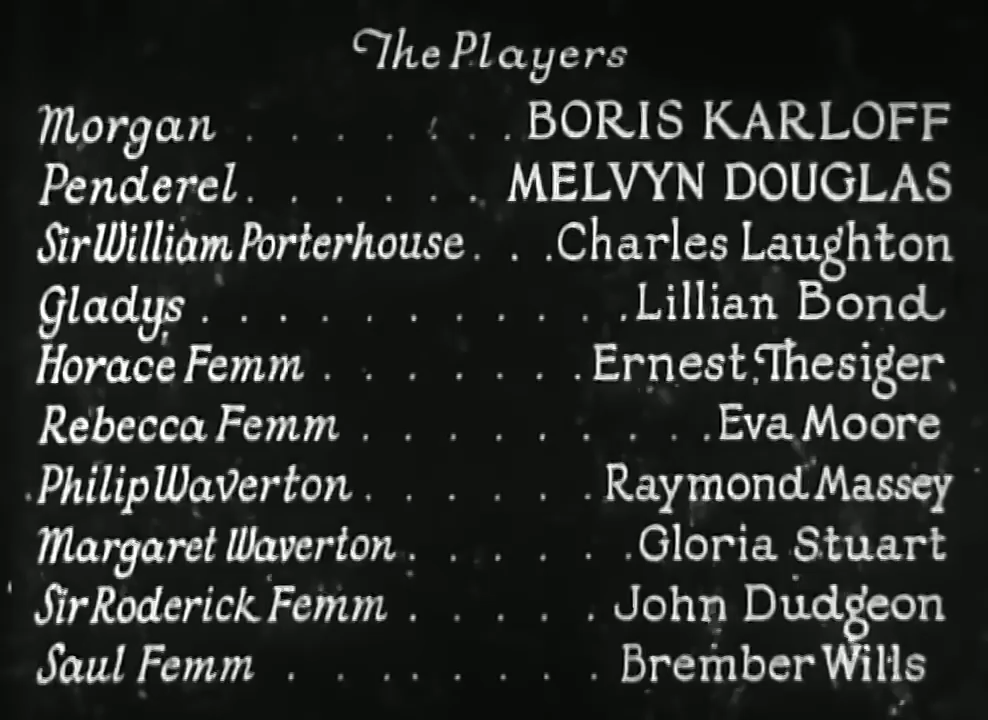 The Players
Morgan . . . . . . . BORIS KARLOFF
Penderel . . . . . . MELVYN DOUGLAS
Sir William Porterhouse . . . Charles Laughton
Gladys . . . . . . . . . . . Lillian Bond
Horace Femm . . . . . . . Ernest Thesiger
Rebecca Femm . . . . . . . . . Eva Moore
Philip Waverton . . . . . . Raymond Massey
Margaret Waverton . . . . . . Gloria Stuart
Sir Roderick Femm . . . . . John Dudgeon
Saul Femm . . . . . . . . Brember Wills